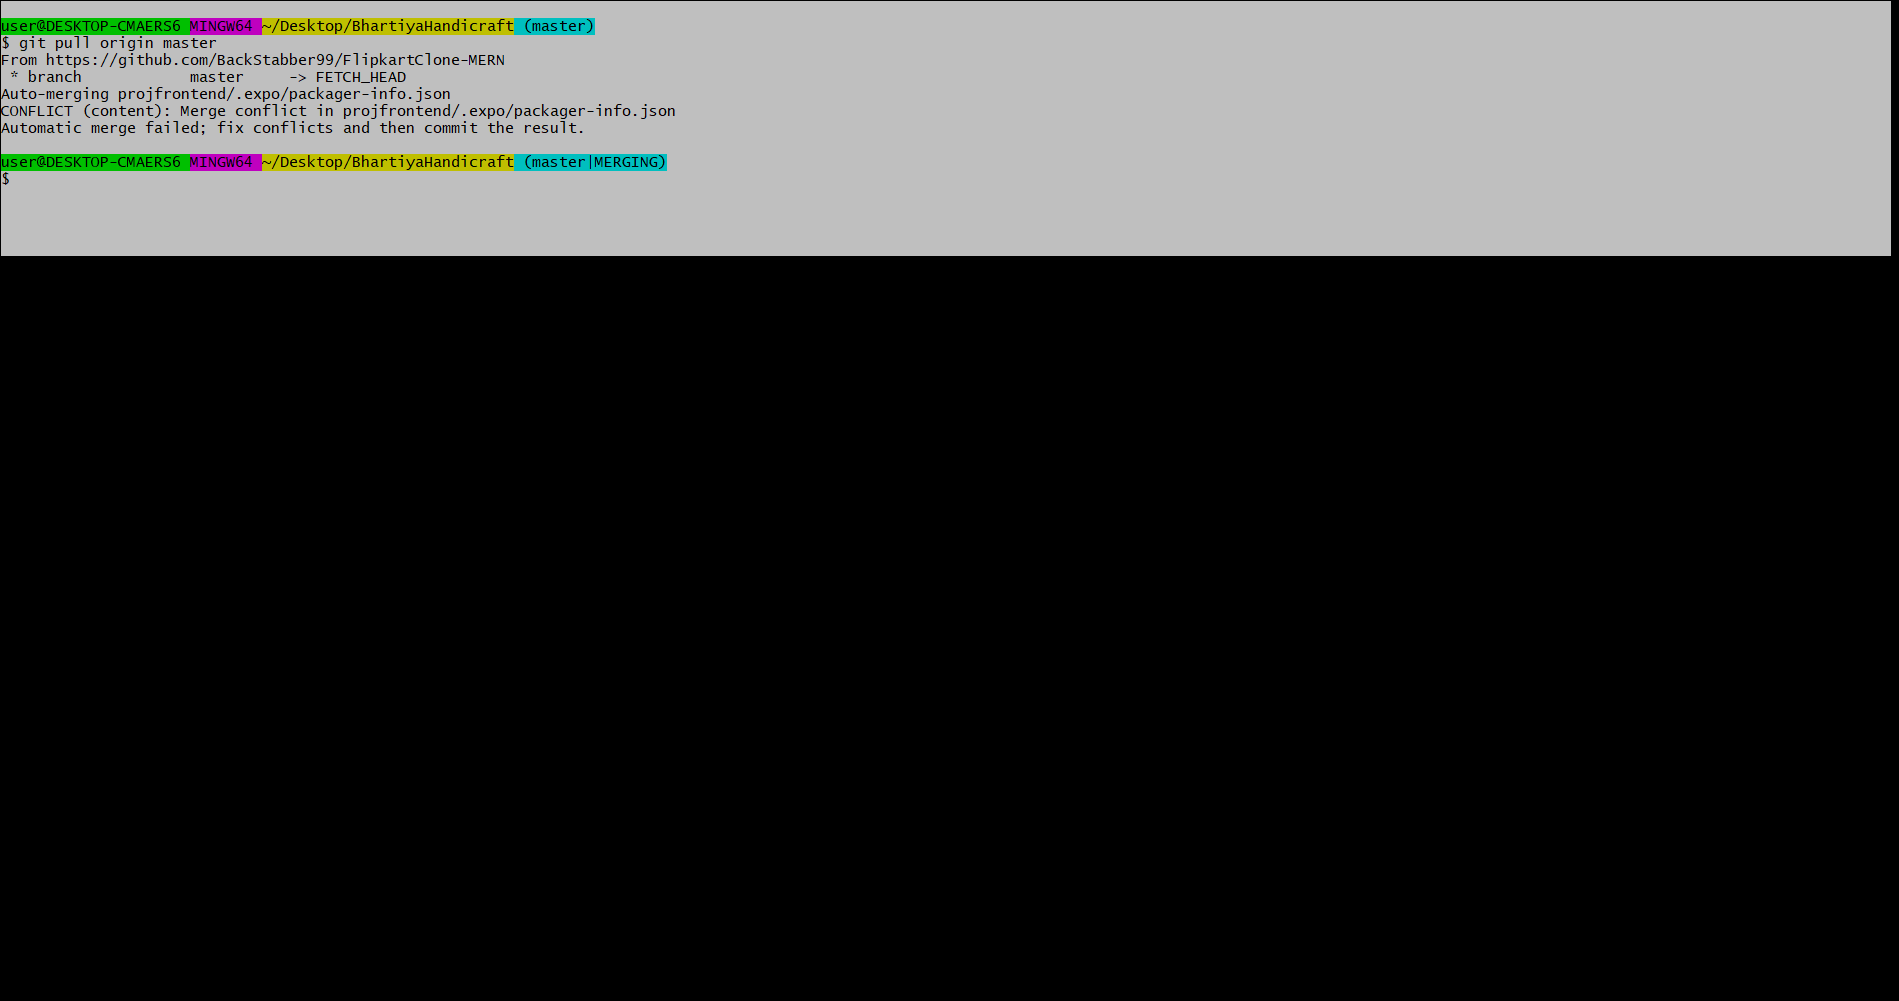 user@DESKTOP-CMAERS6 MINGW64 ~/Desktop/BhartiyaHandicraft (master)
$ git pull origin master
From https://github.com/BackStabber99/FlipkartClone-MERN
 * branch            master     -> FETCH_HEAD
Auto-merging projfrontend/.expo/packager-info.json
CONFLICT (content): Merge conflict in projfrontend/.expo/packager-info.json
Automatic merge failed; fix conflicts and then commit the result.
user@DESKTOP-CMAERS6 MINGW64 ~/Desktop/BhartiyaHandicraft (master|MERGING)
$